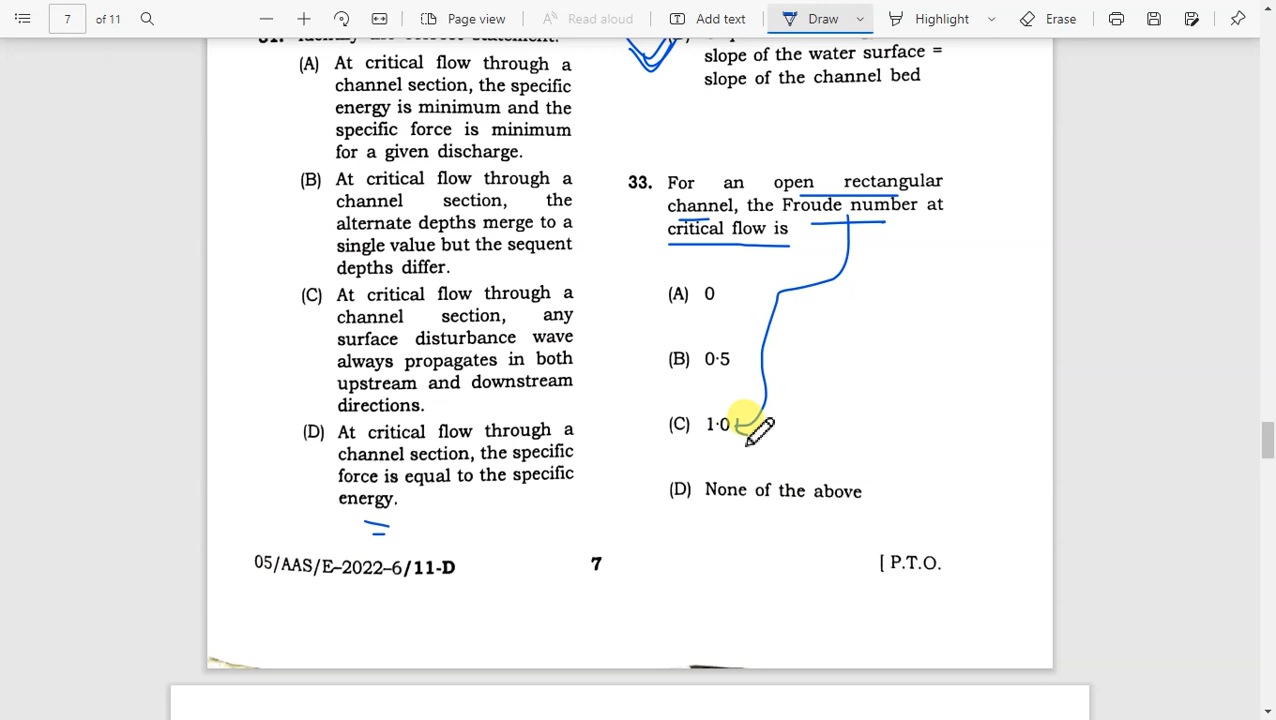 7
of 11
Page view
Read aloud
Add text
Draw
Highlight
Erase
(A) At critical flow through a
channel section, the specific
energy is minimum and the
specific force is minimum
for a given discharge.
(B) At critical flow through a
channel section, the
alternate depths merge to a
single value but the sequent
depths differ.
(C) At critical flow through a
channel section, any
surface disturbance wave
always propagates in both
upstream and downstream
directions.
(D) At critical flow through a
channel section, the specific
force is equal to the specific
energy.
slope of the water surface =
slope of the channel bed
33. For an open rectangular
channel, the Froude number at
critical flow is
(A) 0
(B) 0·5
(C) 1·0
(D) None of the above
05/AAS/E–2022–6/11-D
7
[ P.T.O.